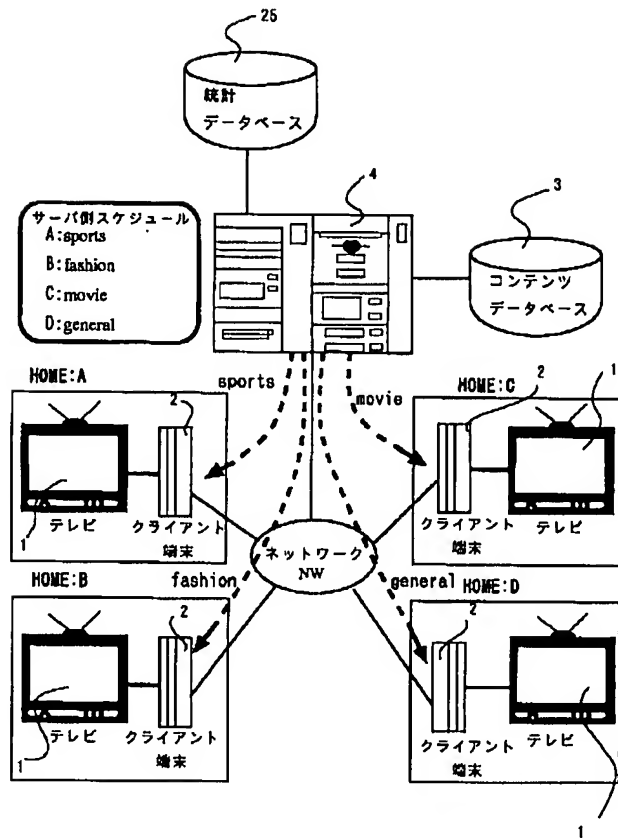 25
統計
データベース
4
3
サーバ側スケジュール
A:sports
B:fashion
C:movie
D:general
コンテンツ
データベース
HOME:A
sports
movie
HOME:C
2
2
1
1
テレビ
クライアント
端末
クライアント
端末
テレビ
ネットワーク
NW
HOME:B
fashion
general
HOME:D
2
2
1
テレビ
クライアント
端末
クライアント
端末
テレビ
1
1